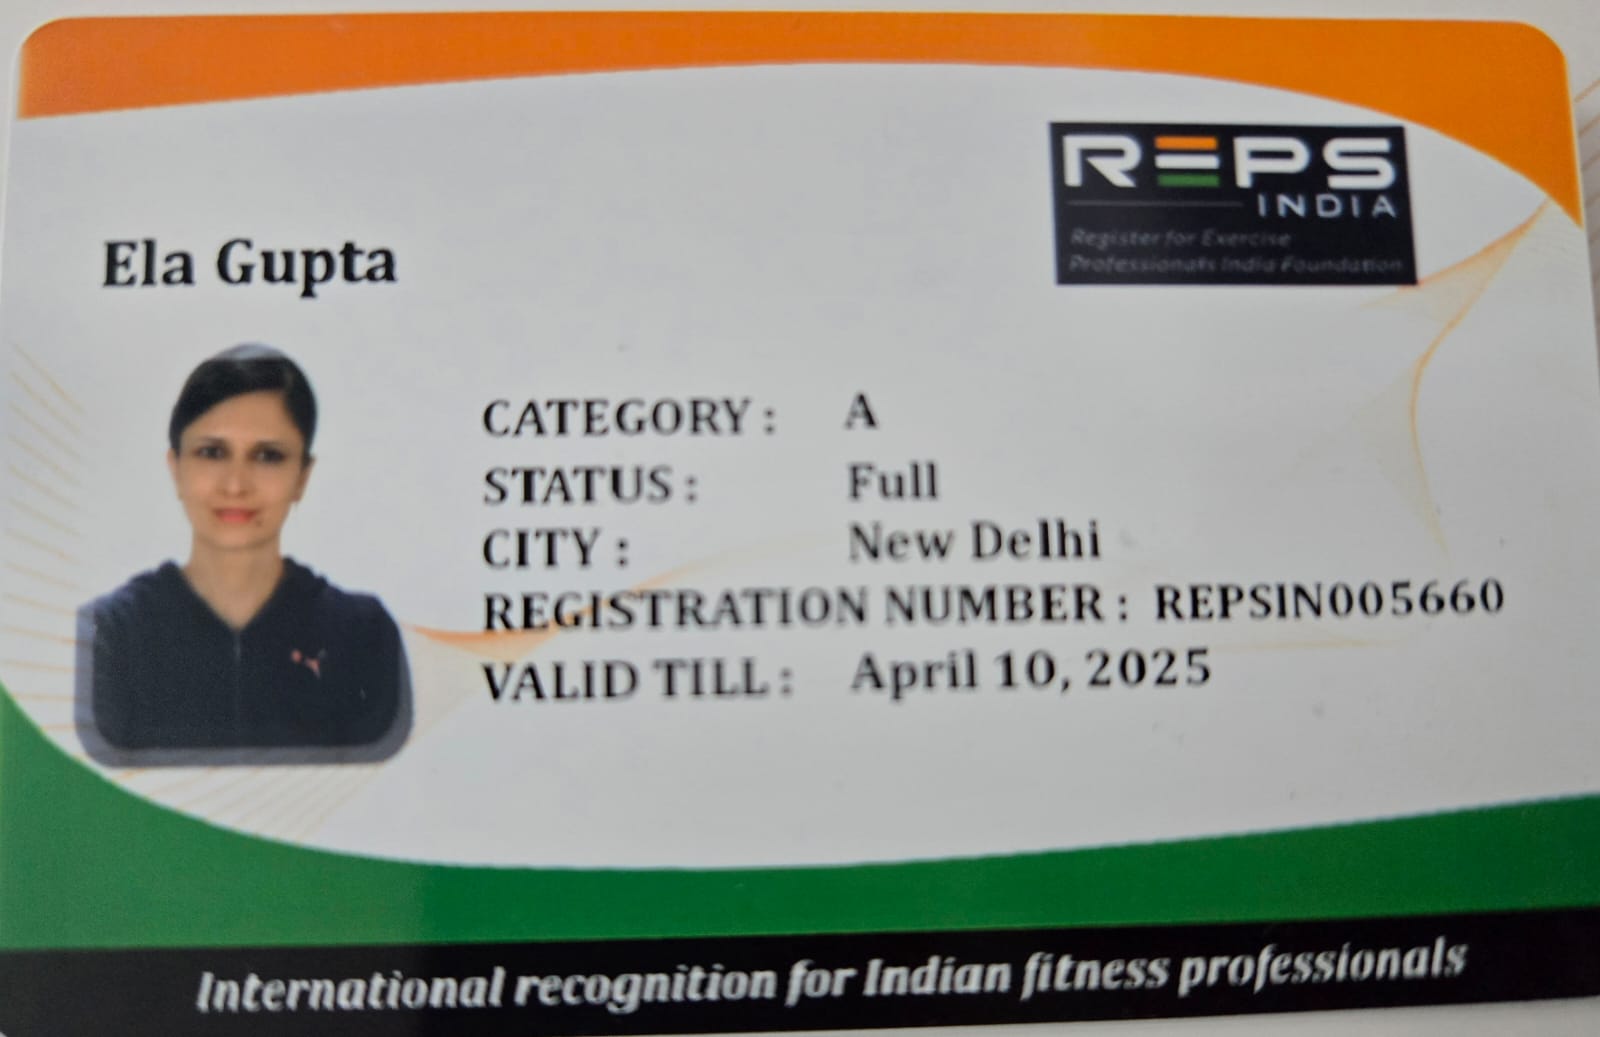 REPS
INDIA
Register for Exercise
Professionals India Foundation
Ela Gupta
CATEGORY : A
STATUS : Full
CITY : New Delhi
REGISTRATION NUMBER : REPSIN005660
VALID TILL : April 10, 2025
International recognition for Indian fitness professionals